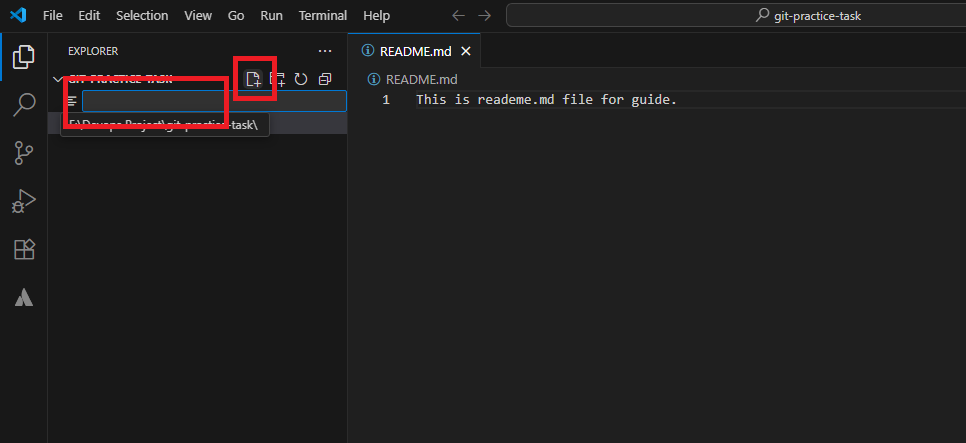 File Edit Selection View Go Run Terminal Help
git-practice-task
EXPLORER
README.md
GIT-PRACTICE-TASK
README.md
1 This is reademe.md file for guide.
E:\Devops Project\git-practice-task\